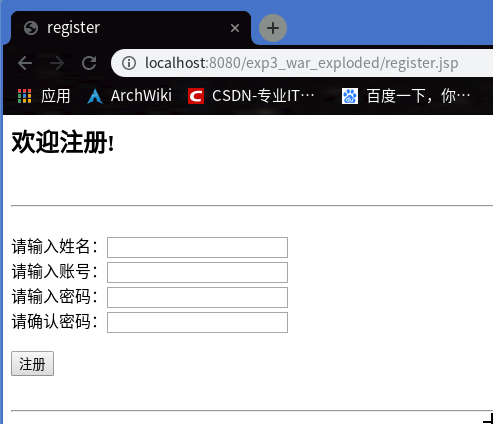 register
localhost:8080/exp3_war_exploded/register.jsp
应用 ArchWiki CSDN-专业IT… 百度一下，你…
欢迎注册!
请输入姓名：
请输入账号：
请输入密码：
请确认密码：
注册